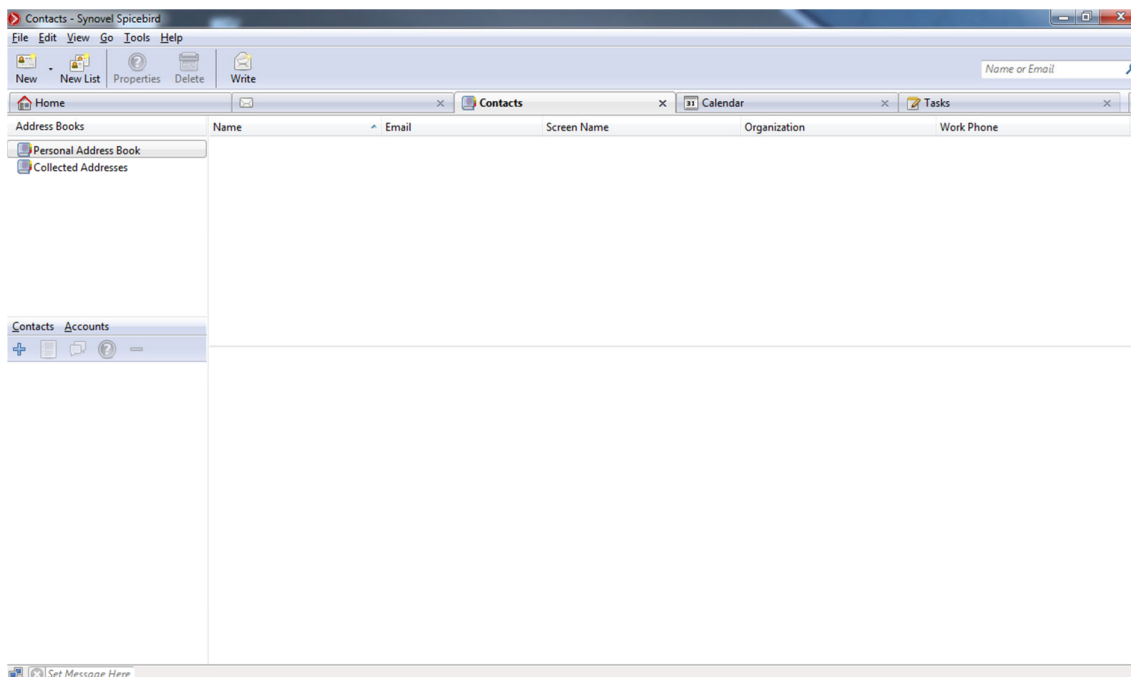 Contacts - Synovel Spicebird
File Edit View Go Tools Help
New New List Properties Delete Write
Name or Email
Home Contacts 31 Calendar Tasks
Address Books Name Email Screen Name Organization Work Phone
Personal Address Book
Collected Addresses
Contacts Accounts
Set Message Here